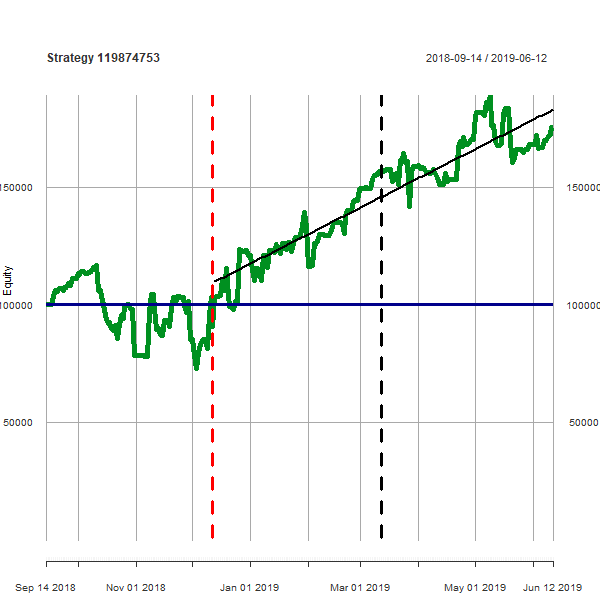 Strategy 119874753
2018-09-14 / 2019-06-12
150000
150000
Equity
100000
100000
50000
50000
Sep 14 2018
Nov 01 2018
Jan 01 2019
Mar 01 2019
May 01 2019
Jun 12 2019